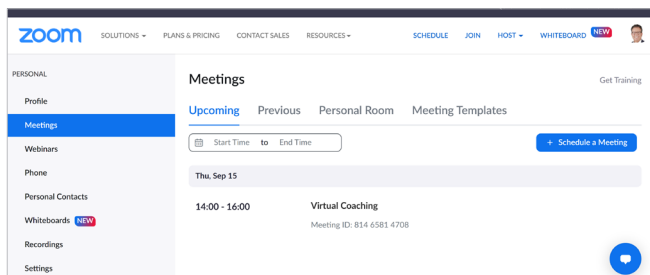 zoom SOLUTIONS PLANS & PRICING CONTACT SALES RESOURCES SCHEDULE JOIN HOST WHITEBOARD NEW
PERSONAL
Profile
Meetings
Webinars
Phone
Personal Contacts
Whiteboards NEW
Recordings
Settings
Meetings Get Training
Upcoming Previous Personal Room Meeting Templates
Start Time to End Time + Schedule a Meeting
Thu, Sep 15
14:00 - 16:00 Virtual Coaching
Meeting ID: 814 6581 4708